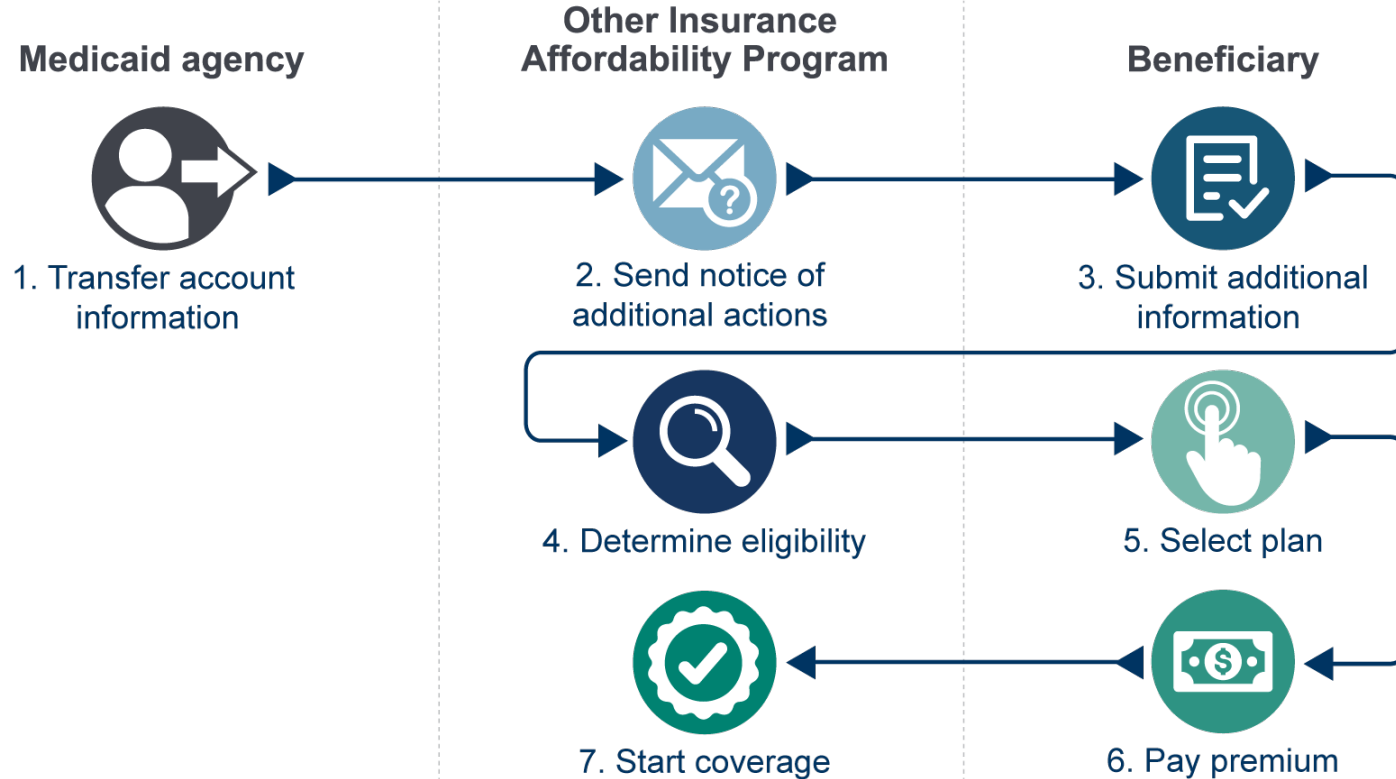 Medicaid agency
Other Insurance
Affordability Program
Beneficiary
1. Transfer account
information
?
2. Send notice of
additional actions
3. Submit additional
information
4. Determine eligibility
5. Select plan
7. Start coverage
$
6. Pay premium